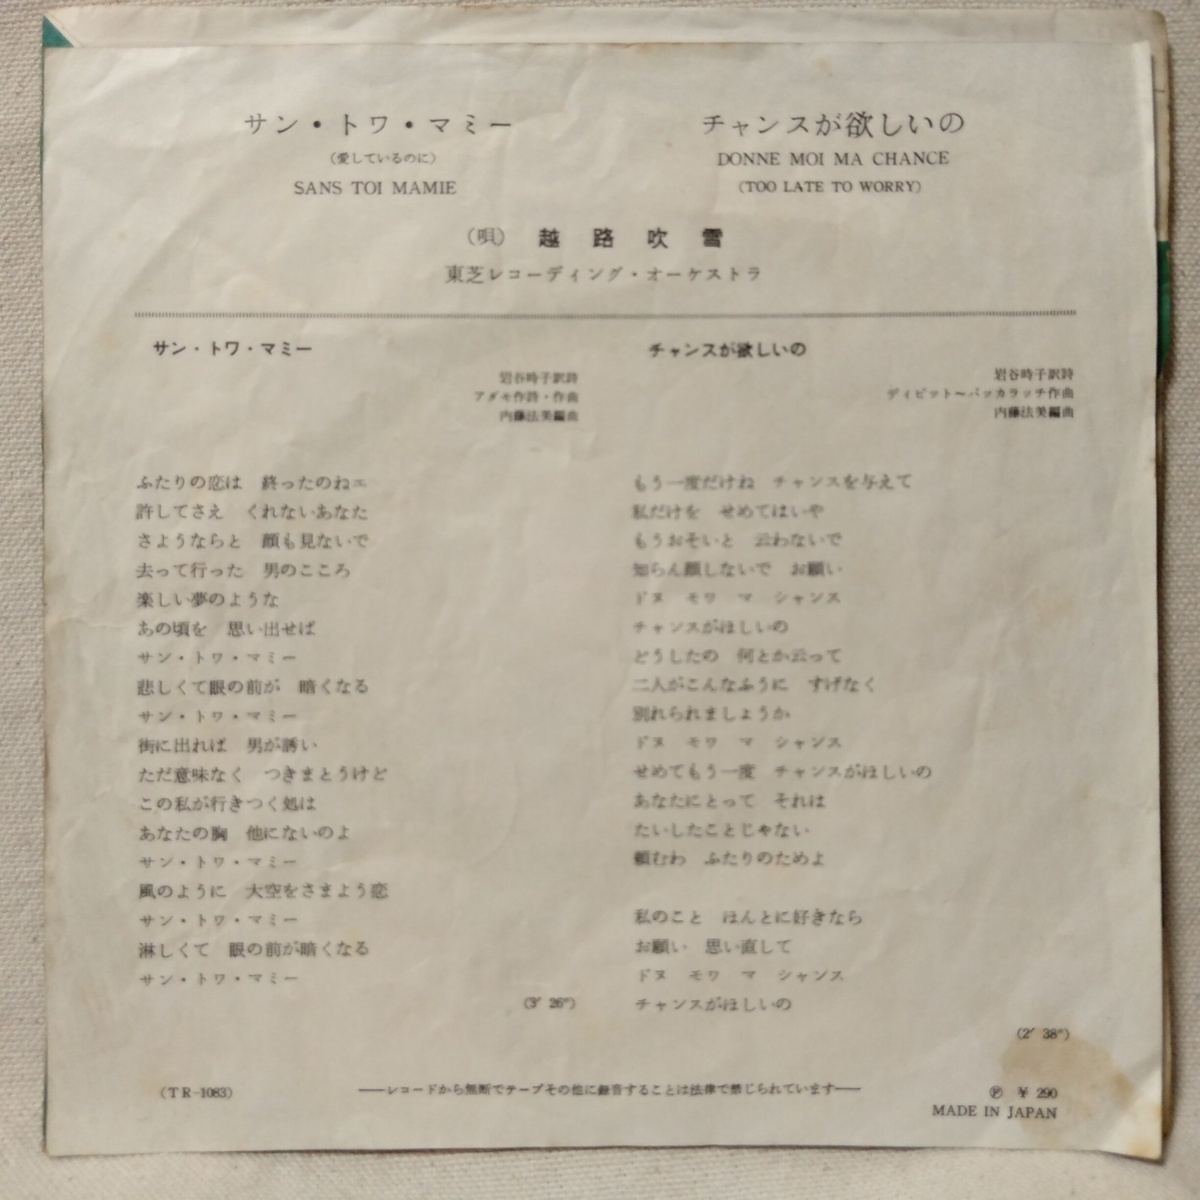 サン・トワ・マミー
(愛しているのに)
SANS TOI MAMIE
チャンスが欲しいの
DONNE MOI MA CHANCE
(TOO LATE TO WORRY)
(唄) 越路吹雪
東芝レコーディング・オーケストラ
サン・トワ・マミー
岩谷時子訳詩
アダモ作詩・作曲
内藤法美編曲
ふたりの恋は 終ったのねエ
許してさえ くれないあなた
さようならと 顔も見ないで
去って行った 男のこころ
楽しい夢のような
あの頃を 思い出せば
サン・トワ・マミー
悲しくて眼の前が 暗くなる
サン・トワ・マミー
街に出れば 男が誘い
ただ意味なく つきまとうけど
この私が行きつく処は
あなたの胸 他にないのよ
サン・トワ・マミー
風のように 大空をさまよう恋
サン・トワ・マミー
淋しくて 眼の前が暗くなる
サン・トワ・マミー
(3′ 26″)
チャンスが欲しいの
岩谷時子訳詩
ディビット〜バッカラッチ作曲
内藤法美編曲
もう一度だけね チャンスを与えて
私だけを せめてはいや
もうおそいと 云わないで
知らん顔しないで お願い
ドヌ モワ マ シャンス
チャンスがほしいの
どうしたの 何とか云って
二人がこんなふうに すげなく
別れられましょうか
ドヌ モワ マ シャンス
せめてもう一度 チャンスがほしいの
あなたにとって それは
たいしたことじゃない
頼むわ ふたりのためよ
私のこと ほんとに好きなら
お願い 思い直して
ドヌ モワ マ シャンス
チャンスがほしいの
(2′ 38″)
(TR-1083)
──レコードから無断でテープその他に録音することは法律で禁じられています──
Ⓟ ¥ 290
MADE IN JAPAN